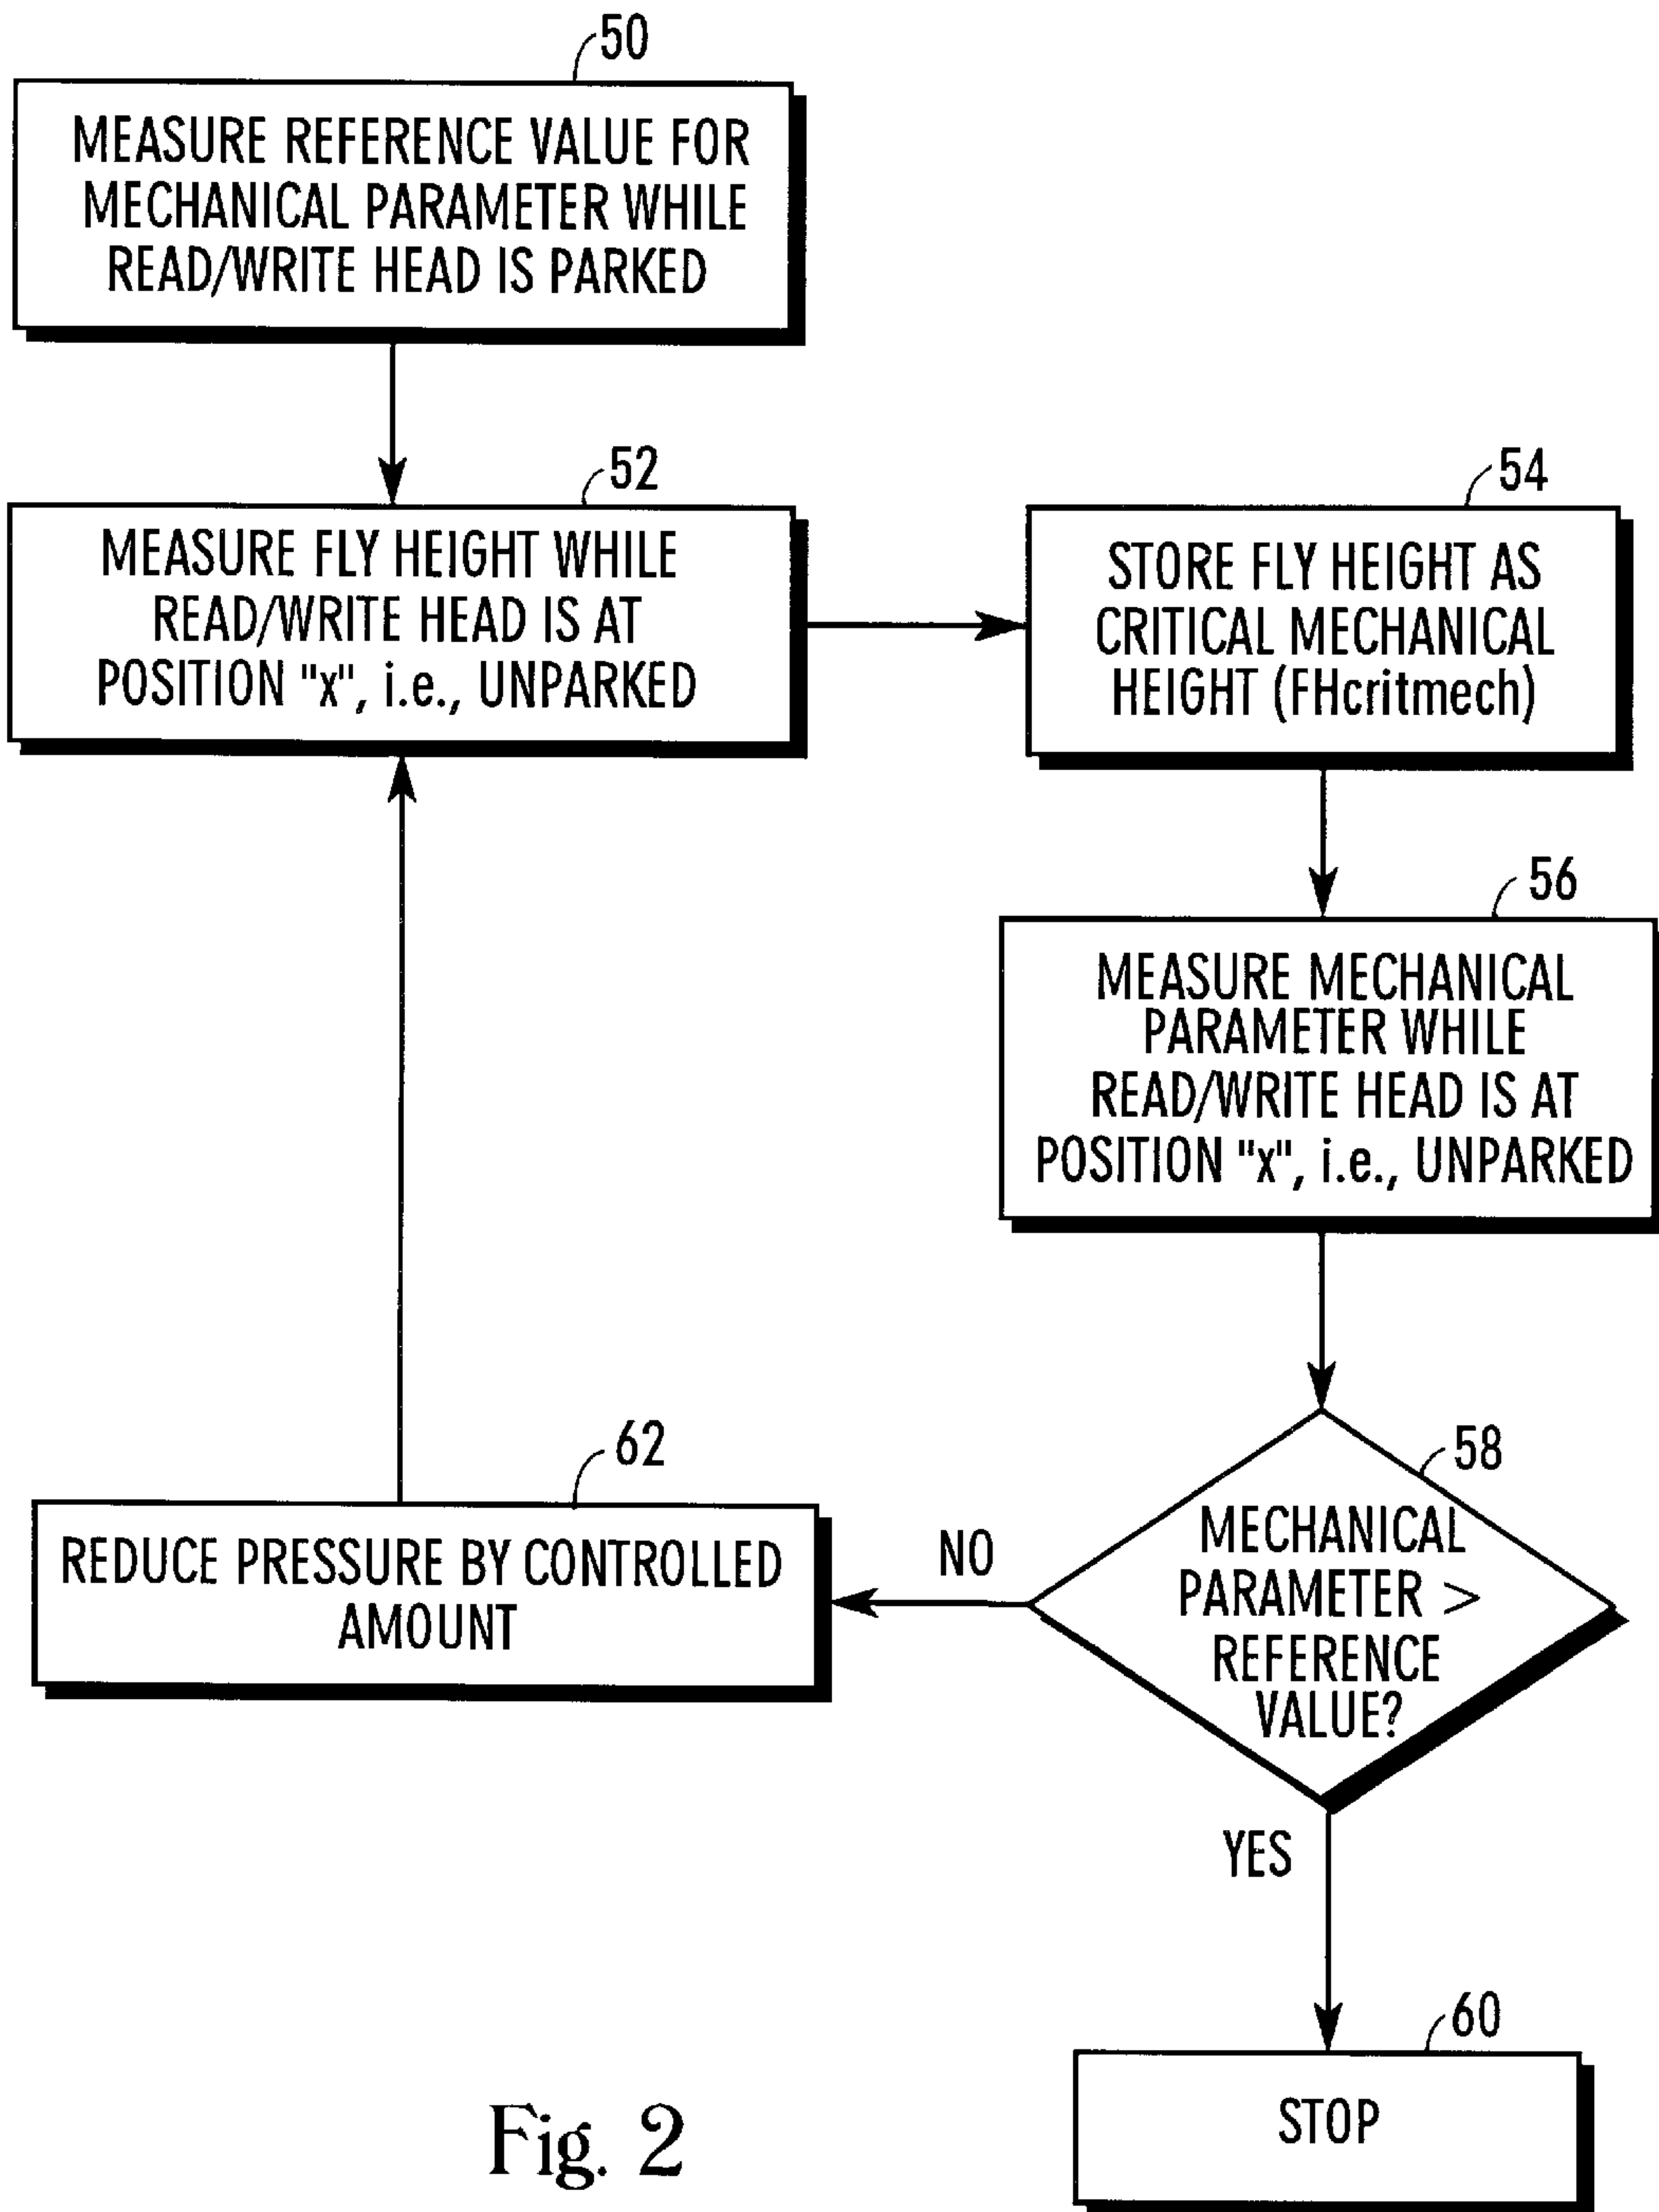 50
MEASURE REFERENCE VALUE FOR
MECHANICAL PARAMETER WHILE
READ/WRITE HEAD IS PARKED
52
MEASURE FLY HEIGHT WHILE
READ/WRITE HEAD IS AT
POSITION "x", i.e., UNPARKED
54
STORE FLY HEIGHT AS
CRITICAL MECHANICAL
HEIGHT (FHcritmech)
56
MEASURE MECHANICAL
PARAMETER WHILE
READ/WRITE HEAD IS AT
POSITION "x", i.e., UNPARKED
58
MECHANICAL
PARAMETER >
REFERENCE
VALUE?
NO
62
REDUCE PRESSURE BY CONTROLLED
AMOUNT
YES
60
STOP
Fig. 2